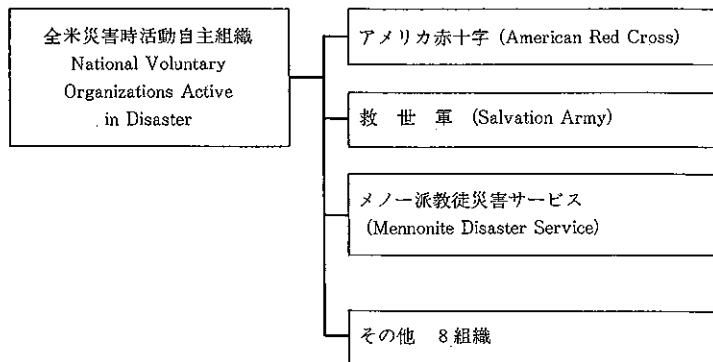 全米災害時活動自主組織
National Voluntary
Organizations Active
in Disaster
アメリカ赤十字 (American Red Cross)
救 世 軍 (Salvation Army)
メノー派教徒災害サービス
(Mennonite Disaster Service)
その他 8組織